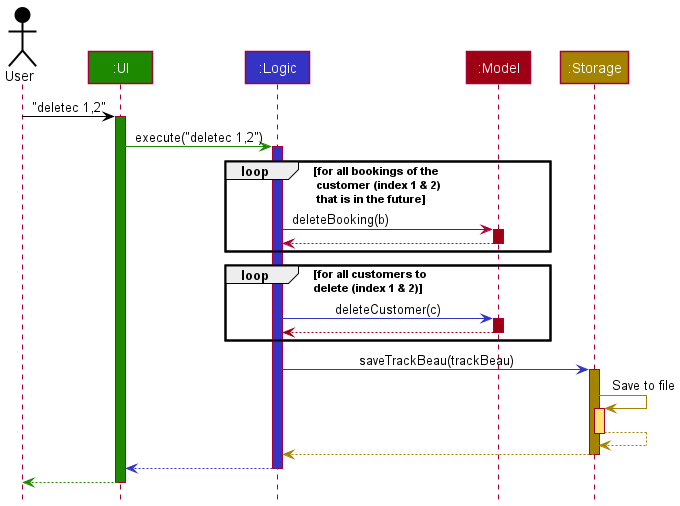 User
:UI
:Logic
:Model
:Storage
"deletec 1,2"
execute("deletec 1,2")
loop
[for all bookings of the
customer (index 1 & 2)
that is in the future]
deleteBooking(b)
loop
[for all customers to
delete (index 1 & 2)]
deleteCustomer(c)
saveTrackBeau(trackBeau)
Save to file